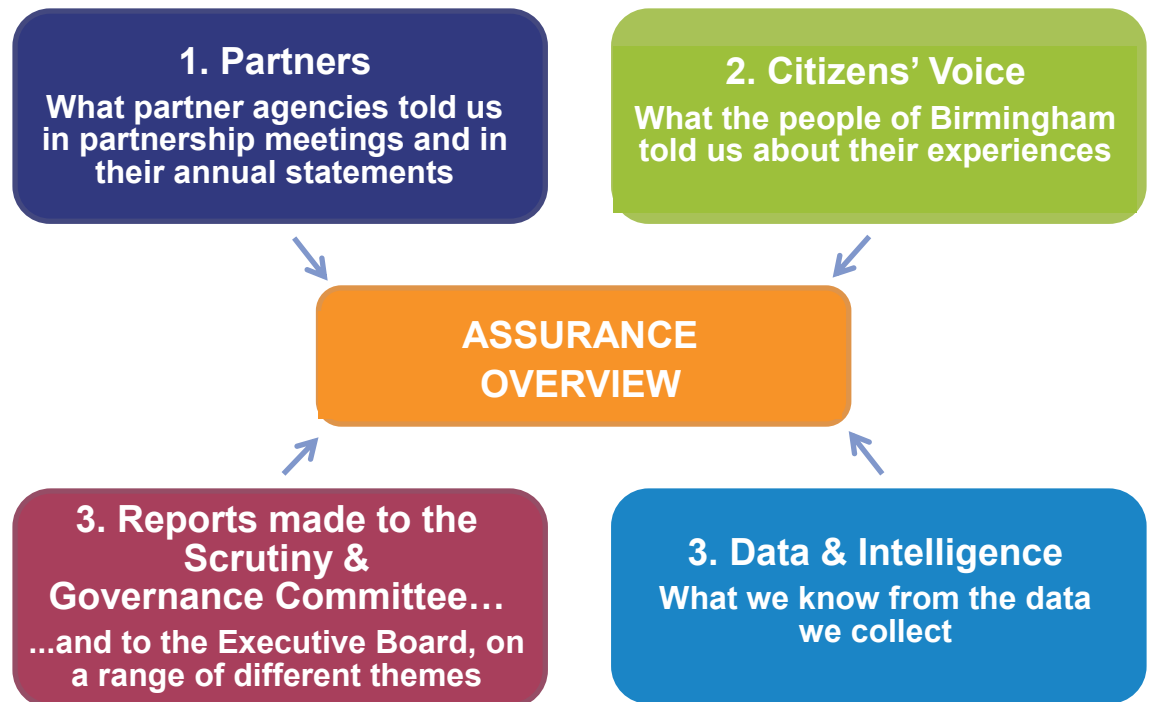 1. Partners
What partner agencies told us
in partnership meetings and in
their annual statements
2. Citizens’ Voice
What the people of Birmingham
told us about their experiences
ASSURANCE
OVERVIEW
3. Reports made to the
Scrutiny &
Governance Committee…
...and to the Executive Board, on
a range of different themes
3. Data & Intelligence
What we know from the data
we collect